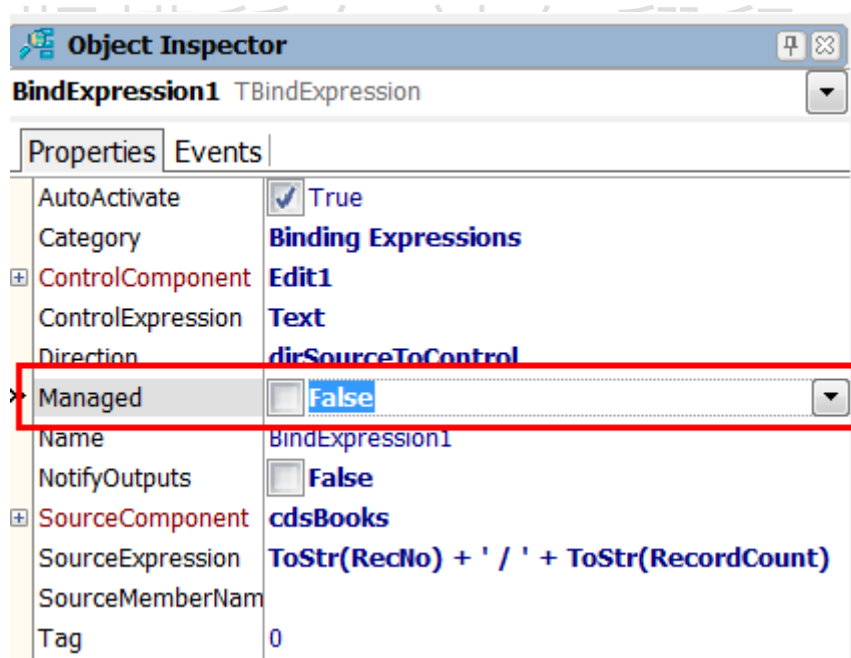 Object Inspector
BindExpression1 TBindExpression
Properties Events
AutoActivate True
Category Binding Expressions
ControlComponent Edit1
ControlExpression Text
Direction dirSourceToControl
Managed False
Name BindExpression1
NotifyOutputs False
SourceComponent cdsBooks
SourceExpression ToStr(RecNo) + ' / ' + ToStr(RecordCount)
SourceMemberNam
Tag 0